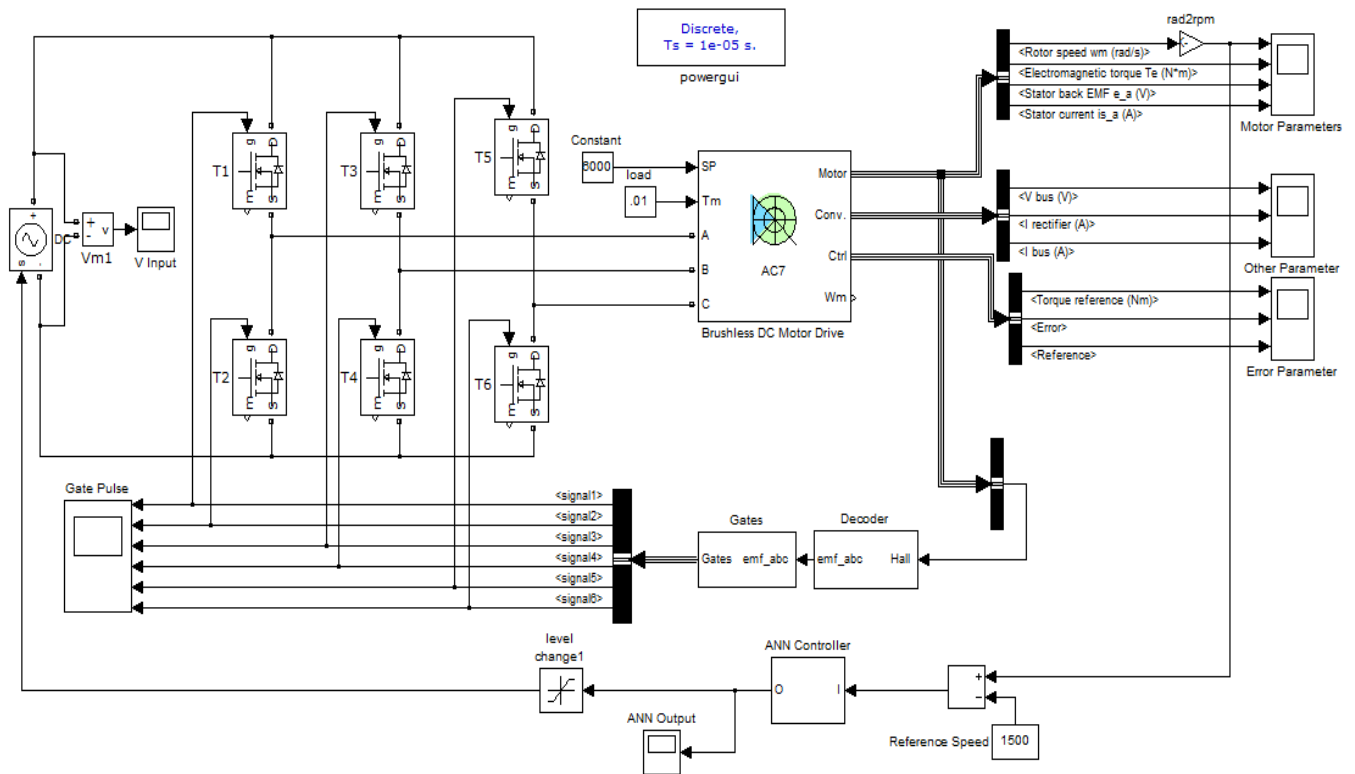 Discrete,
Ts = 1e-05 s.
powergui
rad2rpm
<Rotor speed wm (rad/s)>
<Electromagnetic torque Te (N*m)>
<Stator back EMF e_a (V)>
<Stator current is_a (A)>
Motor Parameters
T1
g
D
m
s
T3
g
D
m
s
T5
g
D
m
s
Constant
6000
load
.01
SP
Tm
A
B
C
Motor
Conv.
Ctrl
Wm
AC7
Brushless DC Motor Drive
<V bus (V)>
<I rectifier (A)>
<I bus (A)>
Other Parameter
<Torque reference (Nm)>
<Error>
<Reference>
Error Parameter
+
s
-
DC
+
-
v
Vm1
V Input
T2
g
D
m
s
T4
g
D
m
s
T6
g
D
m
s
Gate Pulse
<signal1>
<signal2>
<signal3>
<signal4>
<signal5>
<signal6>
Gates
Gates emf_abc
Decoder
emf_abc Hall
level
change1
ANN Controller
O I
ANN Output
+
−
Reference Speed
1500